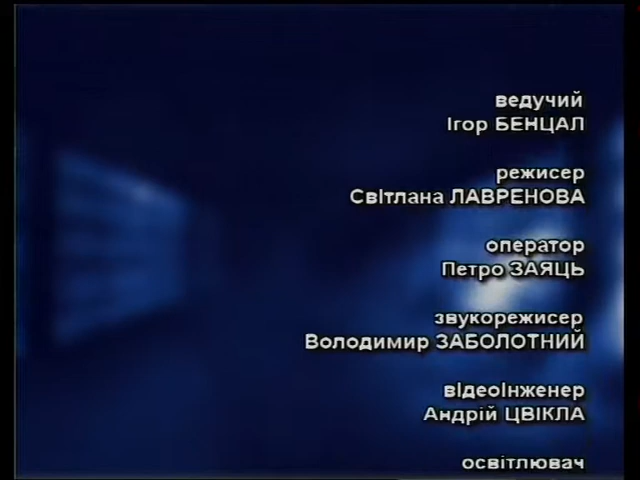 ведучий
Ігор БЕНЦАЛ
режисер
Світлана ЛАВРЕНОВА
оператор
Петро ЗАЯЦЬ
звукорежисер
Володимир ЗАБОЛОТНИЙ
відеоінженер
Андрій ЦВІКЛА
освітлювач